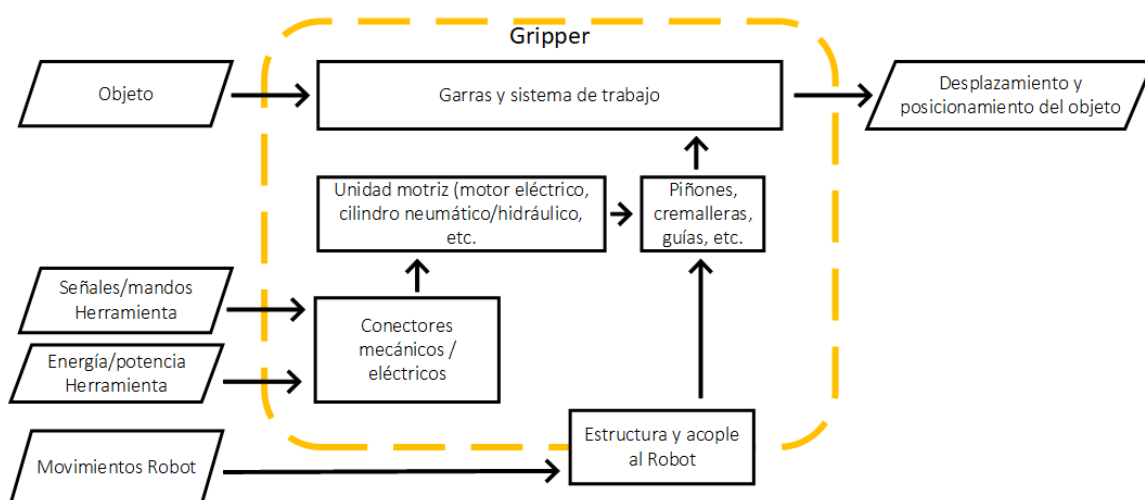 Gripper
Objeto
Garras y sistema de trabajo
Desplazamiento y
posicionamiento del objeto
Unidad motriz (motor eléctrico,
cilindro neumático/hidráulico,
etc.
Piñones,
cremalleras,
guías, etc.
Señales/mandos
Herramienta
Conectores
mecánicos /
eléctricos
Energía/potencia
Herramienta
Estructura y acople
al Robot
Movimientos Robot